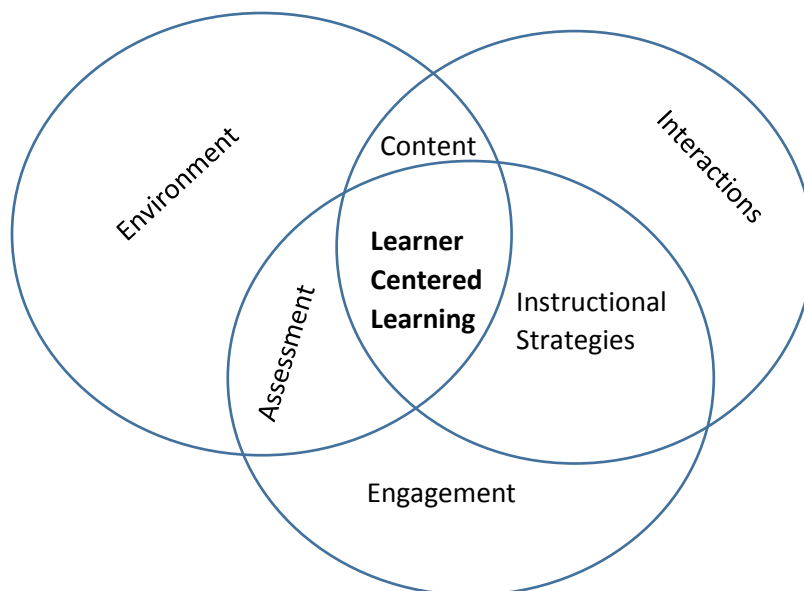 Environment
Content
Interactions
Learner
Centered
Learning
Assessment
Instructional
Strategies
Engagement